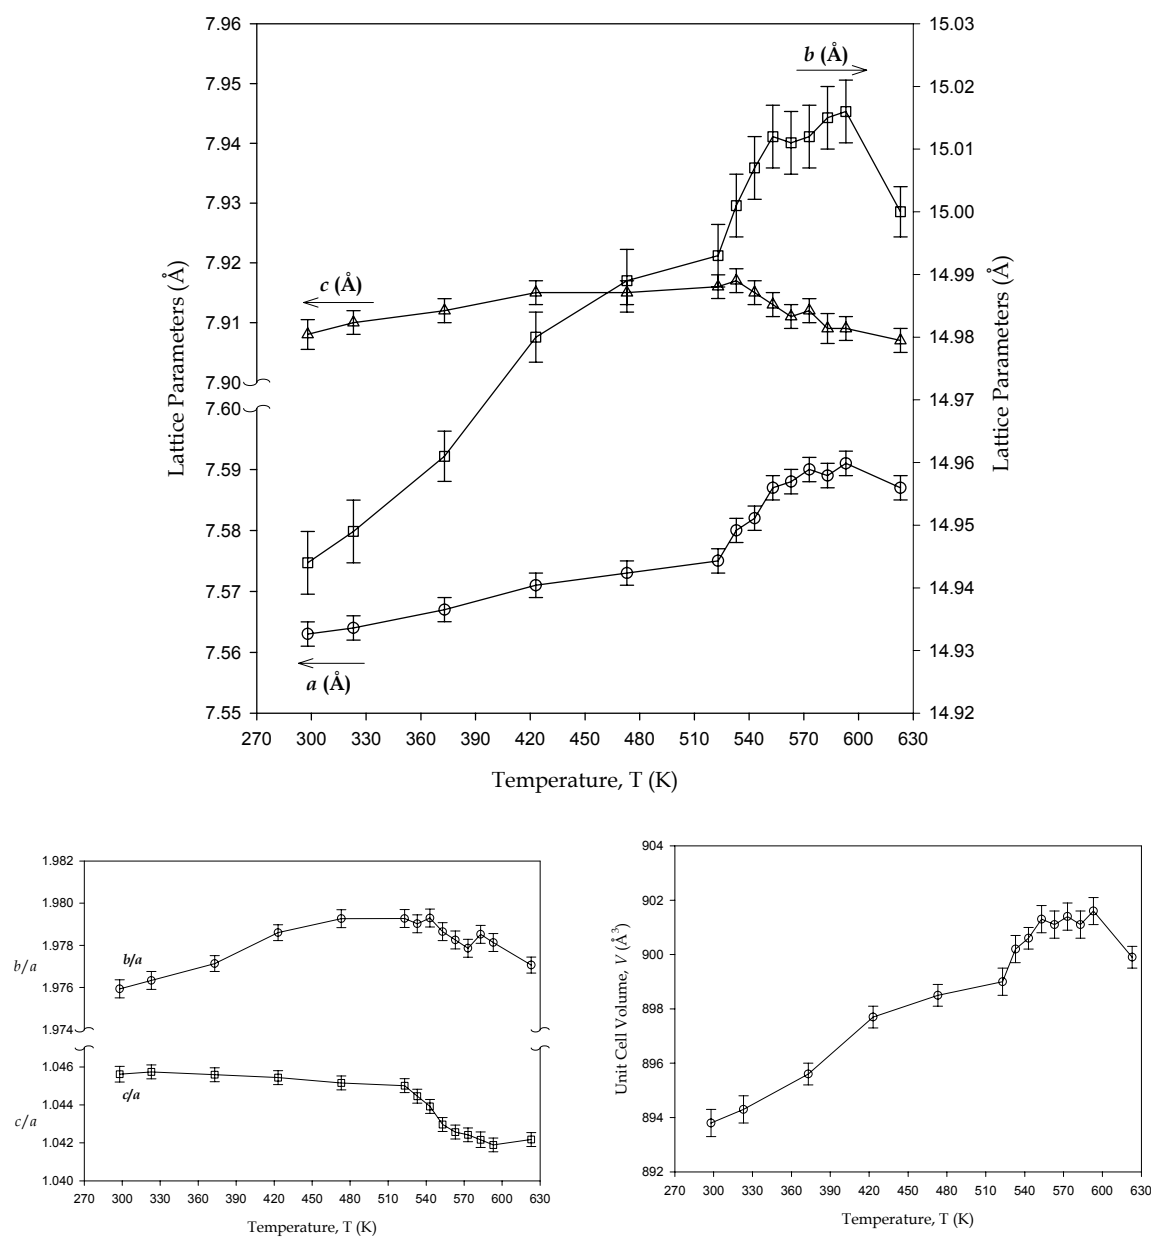 7.96
15.03
b (Å)
7.95
15.02
7.94
15.01
7.93
15.00
7.92
14.99
c (Å)
7.91
14.98
7.90
14.97
7.60
7.59
14.96
7.58
14.95
7.57
14.94
7.56
14.93
a (Å)
7.55
14.92
Lattice Parameters (Å)
Lattice Parameters (Å)
270 300 330 360 390 420 450 480 510 540 570 600 630
Temperature, T (K)
1.982
1.980
1.978
b/a
b/a
1.976
1.974
1.046
1.044
c/a
c/a
1.042
1.040
270 300 330 360 390 420 450 480 510 540 570 600 630
Temperature, T (K)
904
902
900
898
896
894
892
Unit Cell Volume, V (Å³)
270 300 330 360 390 420 450 480 510 540 570 600 630
Temperature, T (K)